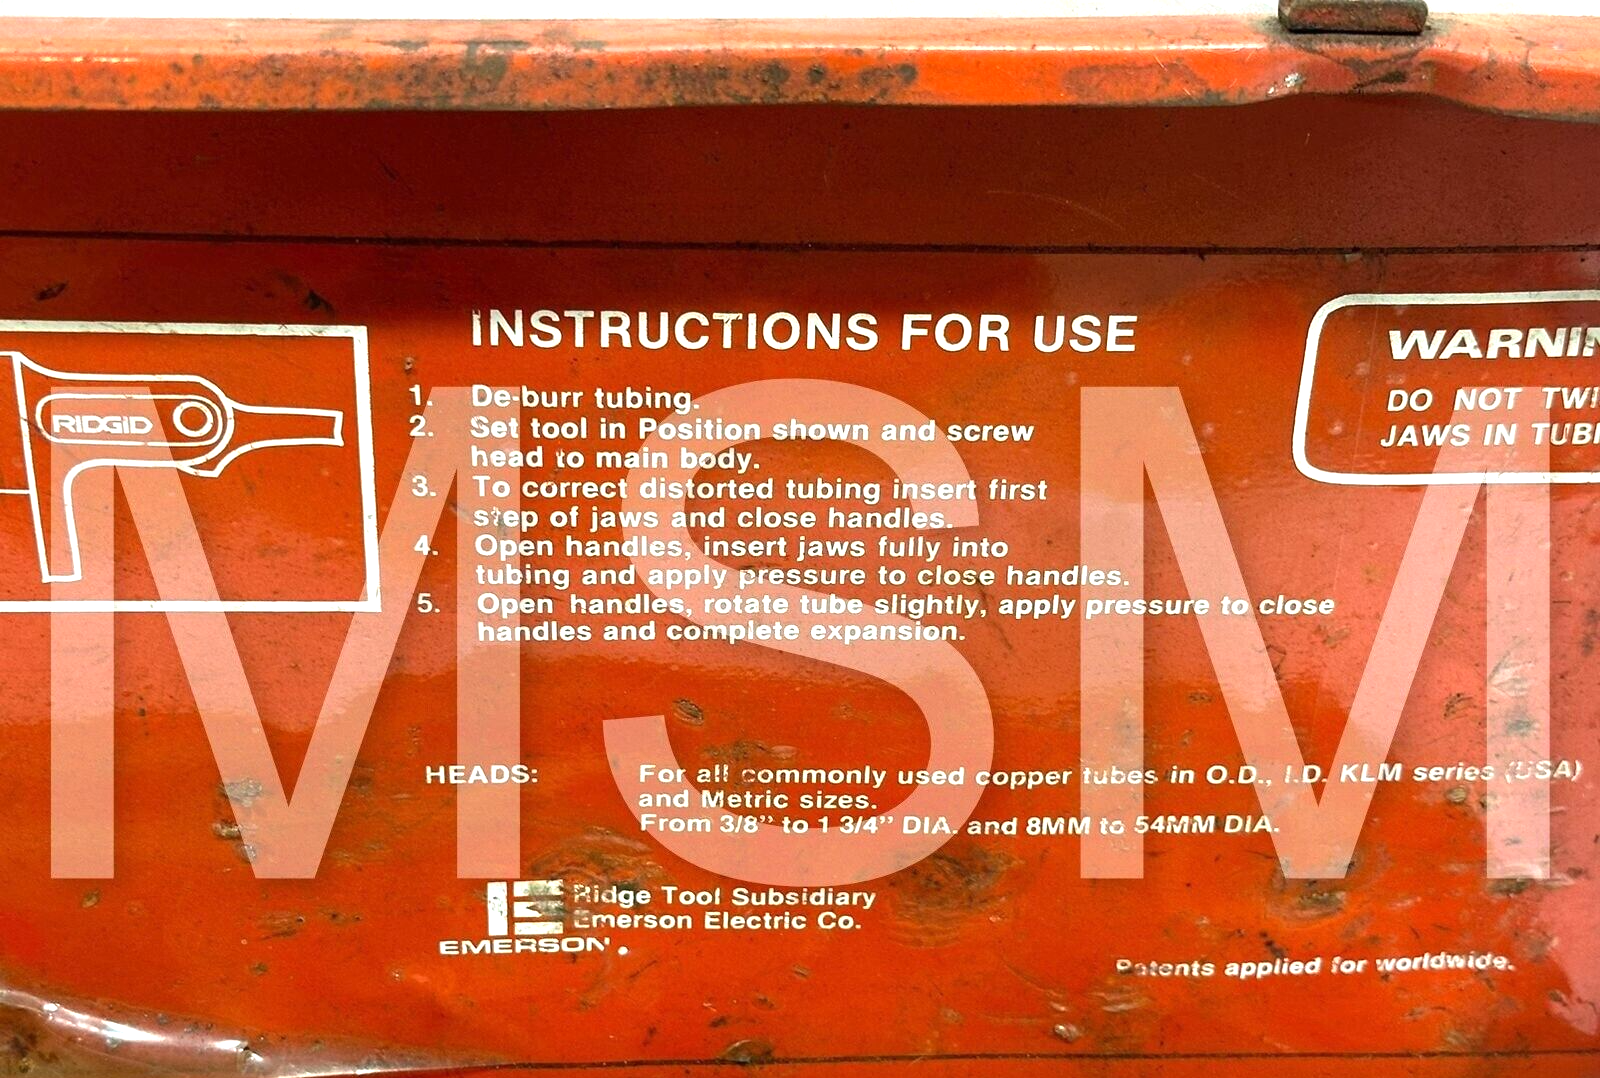 INSTRUCTIONS FOR USE
1. De-burr tubing.
2. Set tool in Position shown and screw
head to main body.
3. To correct distorted tubing insert first
step of jaws and close handles.
4. Open handles, insert jaws fully into
tubing and apply pressure to close handles.
5. Open handles, rotate tube slightly, apply pressure to close
handles and complete expansion.
RIDGID
DO NOT
JAWS IN
HEADS: For all commonly used copper tubes in O.D., I.D. KLM series (USA)
and Metric sizes.
From 3/8” to 1 3/4” DIA. and 8MM to 54MM DIA.
Ridge Tool Subsidiary
Emerson Electric Co.
EMERSON.
Patents applied for worldwide.
MSM